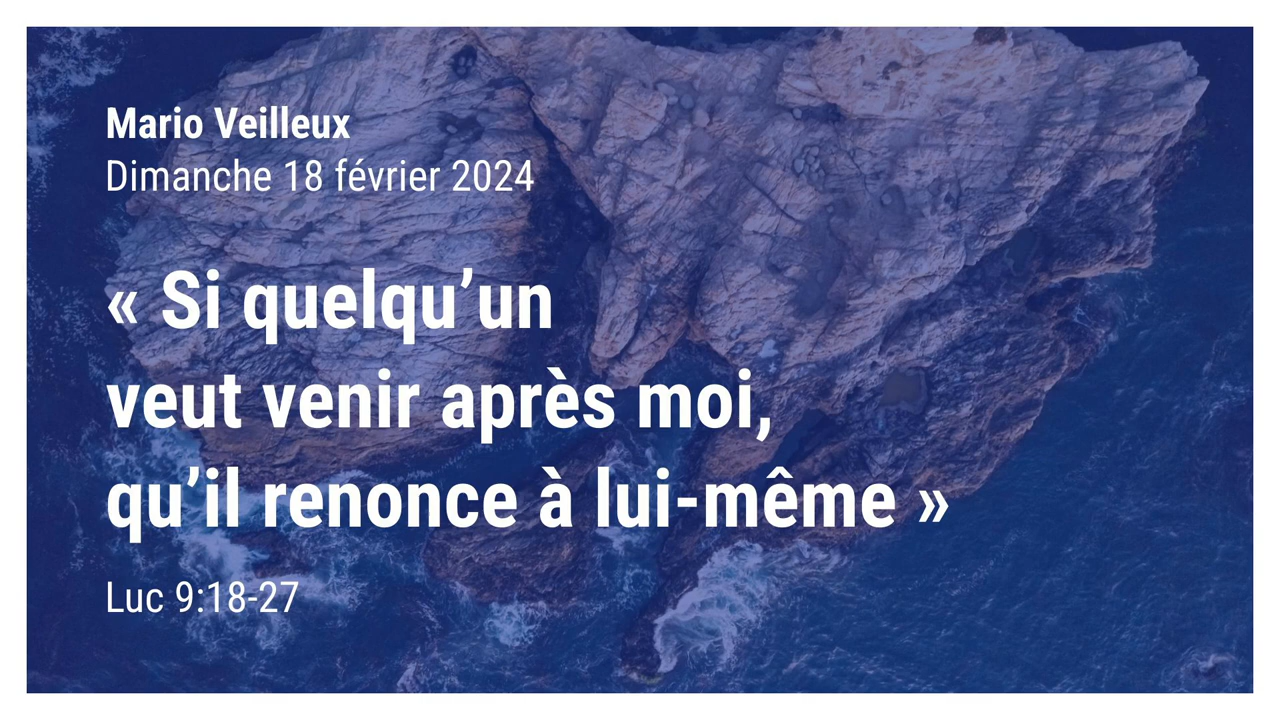 Mario Veilleux
Dimanche 18 février 2024
« Si quelqu’un
veut venir après moi,
qu’il renonce à lui-même »
Luc 9:18-27